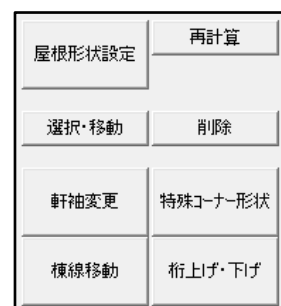 屋根形状設定
再計算
選択･移動
削除
軒袖変更
特殊ｺｰﾅｰ形状
棟線移動
桁上げ･下げ